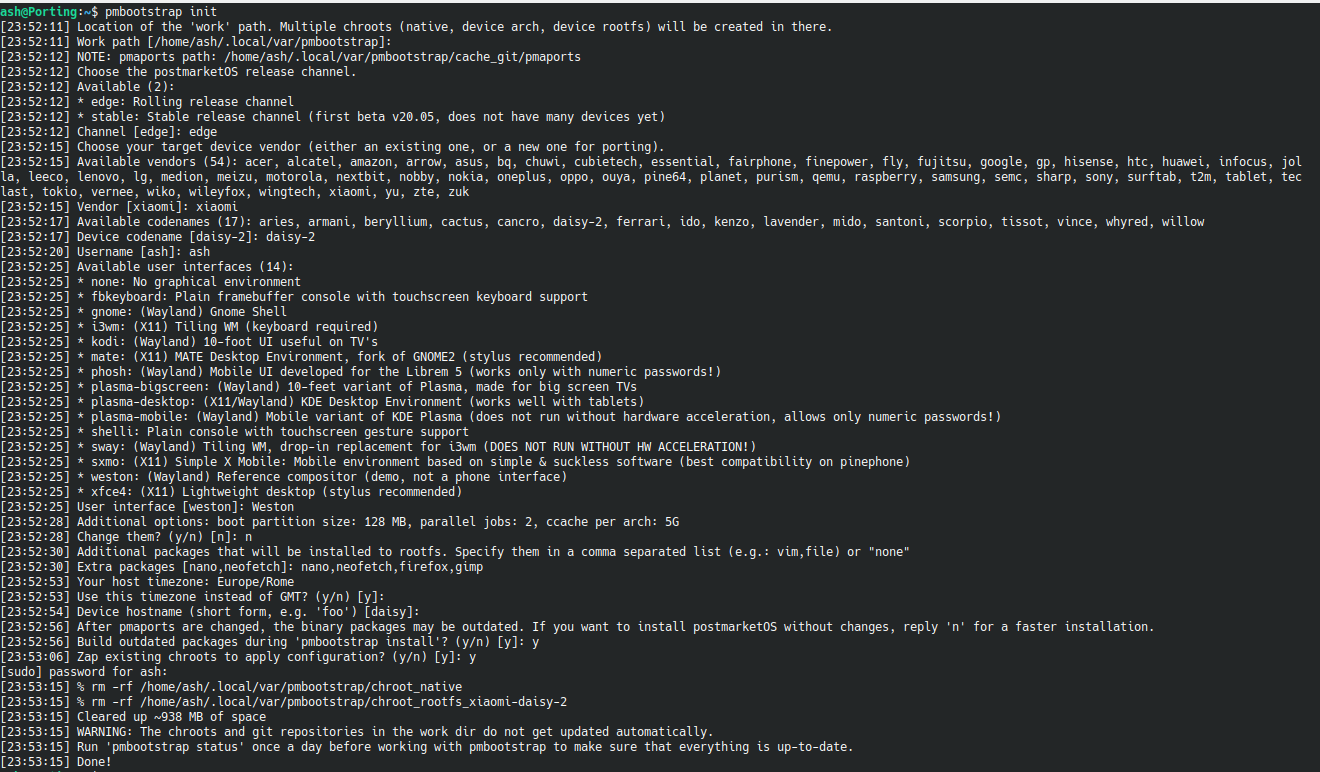 ash@Porting:~$ pmbootstrap init
[23:52:11] Location of the 'work' path. Multiple chroots (native, device arch, device rootfs) will be created in there.
[23:52:11] Work path [/home/ash/.local/var/pmbootstrap]:
[23:52:12] NOTE: pmaports path: /home/ash/.local/var/pmbootstrap/cache_git/pmaports
[23:52:12] Choose the postmarketOS release channel.
[23:52:12] Available (2):
[23:52:12] * edge: Rolling release channel
[23:52:12] * stable: Stable release channel (first beta v20.05, does not have many devices yet)
[23:52:12] Channel [edge]: edge
[23:52:15] Choose your target device vendor (either an existing one, or a new one for porting).
[23:52:15] Available vendors (54): acer, alcatel, amazon, arrow, asus, bq, chuwi, cubietech, essential, fairphone, finepower, fly, fujitsu, google, gp, hisense, htc, huawei, infocus, jol
la, leeco, lenovo, lg, medion, meizu, motorola, nextbit, nobby, nokia, oneplus, oppo, ouya, pine64, planet, purism, qemu, raspberry, samsung, semc, sharp, sony, surftab, t2m, tablet, tec
last, tokio, vernee, wiko, wileyfox, wingtech, xiaomi, yu, zte, zuk
[23:52:15] Vendor [xiaomi]: xiaomi
[23:52:17] Available codenames (17): aries, armani, beryllium, cactus, cancro, daisy-2, ferrari, ido, kenzo, lavender, mido, santoni, scorpio, tissot, vince, whyred, willow
[23:52:17] Device codename [daisy-2]: daisy-2
[23:52:20] Username [ash]: ash
[23:52:25] Available user interfaces (14):
[23:52:25] * none: No graphical environment
[23:52:25] * fbkeyboard: Plain framebuffer console with touchscreen keyboard support
[23:52:25] * gnome: (Wayland) Gnome Shell
[23:52:25] * i3wm: (X11) Tiling WM (keyboard required)
[23:52:25] * kodi: (Wayland) 10-foot UI useful on TV's
[23:52:25] * mate: (X11) MATE Desktop Environment, fork of GNOME2 (stylus recommended)
[23:52:25] * phosh: (Wayland) Mobile UI developed for the Librem 5 (works only with numeric passwords!)
[23:52:25] * plasma-bigscreen: (Wayland) 10-feet variant of Plasma, made for big screen TVs
[23:52:25] * plasma-desktop: (X11/Wayland) KDE Desktop Environment (works well with tablets)
[23:52:25] * plasma-mobile: (Wayland) Mobile variant of KDE Plasma (does not run without hardware acceleration, allows only numeric passwords!)
[23:52:25] * shelli: Plain console with touchscreen gesture support
[23:52:25] * sway: (Wayland) Tiling WM, drop-in replacement for i3wm (DOES NOT RUN WITHOUT HW ACCELERATION!)
[23:52:25] * sxmo: (X11) Simple X Mobile: Mobile environment based on simple & suckless software (best compatibility on pinephone)
[23:52:25] * weston: (Wayland) Reference compositor (demo, not a phone interface)
[23:52:25] * xfce4: (X11) Lightweight desktop (stylus recommended)
[23:52:25] User interface [weston]: Weston
[23:52:28] Additional options: boot partition size: 128 MB, parallel jobs: 2, ccache per arch: 5G
[23:52:28] Change them? (y/n) [n]: n
[23:52:30] Additional packages that will be installed to rootfs. Specify them in a comma separated list (e.g.: vim,file) or "none"
[23:52:30] Extra packages [nano,neofetch]: nano,neofetch,firefox,gimp
[23:52:53] Your host timezone: Europe/Rome
[23:52:53] Use this timezone instead of GMT? (y/n) [y]:
[23:52:54] Device hostname (short form, e.g. 'foo') [daisy]:
[23:52:56] After pmaports are changed, the binary packages may be outdated. If you want to install postmarketOS without changes, reply 'n' for a faster installation.
[23:52:56] Build outdated packages during 'pmbootstrap install'? (y/n) [y]: y
[23:53:06] Zap existing chroots to apply configuration? (y/n) [y]: y
[sudo] password for ash:
[23:53:15] % rm -rf /home/ash/.local/var/pmbootstrap/chroot_native
[23:53:15] % rm -rf /home/ash/.local/var/pmbootstrap/chroot_rootfs_xiaomi-daisy-2
[23:53:15] Cleared up ~938 MB of space
[23:53:15] WARNING: The chroots and git repositories in the work dir do not get updated automatically.
[23:53:15] Run 'pmbootstrap status' once a day before working with pmbootstrap to make sure that everything is up-to-date.
[23:53:15] Done!